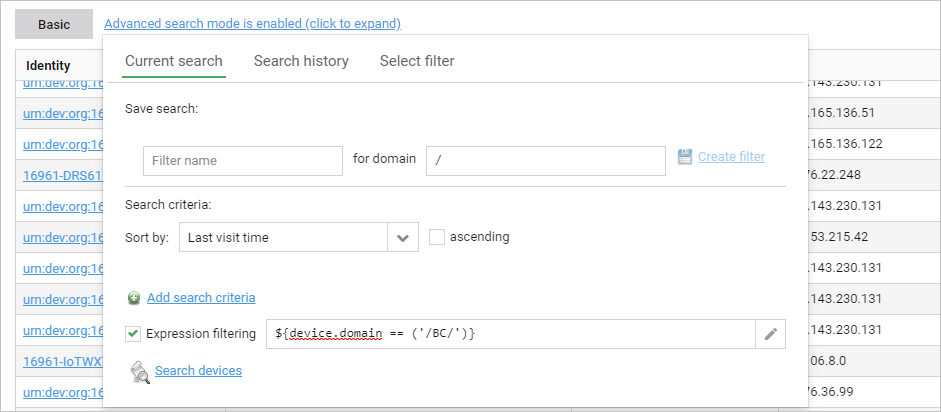 Basic Advanced search mode is enabled (click to expand)
Identity
Current search Search history Select filter
urn:dev:org:16 .143.230.131
Save search:
urn:dev:org:16 .165.136.51
urn:dev:org:16 .165.136.122
Filter name for domain / Create filter
16961-DRS61 76.22.248
urn:dev:org:16 .143.230.131
Search criteria:
urn:dev:org:16 Sort by: Last visit time ascending 53.215.42
urn:dev:org:16 .143.230.131
urn:dev:org:16 Add search criteria .143.230.131
urn:dev:org:16 Expression filtering ${device.domain == ('/BC/')} .143.230.131
16961-IoTWX 06.8.0
Search devices
urn:dev:org:16 76.36.99